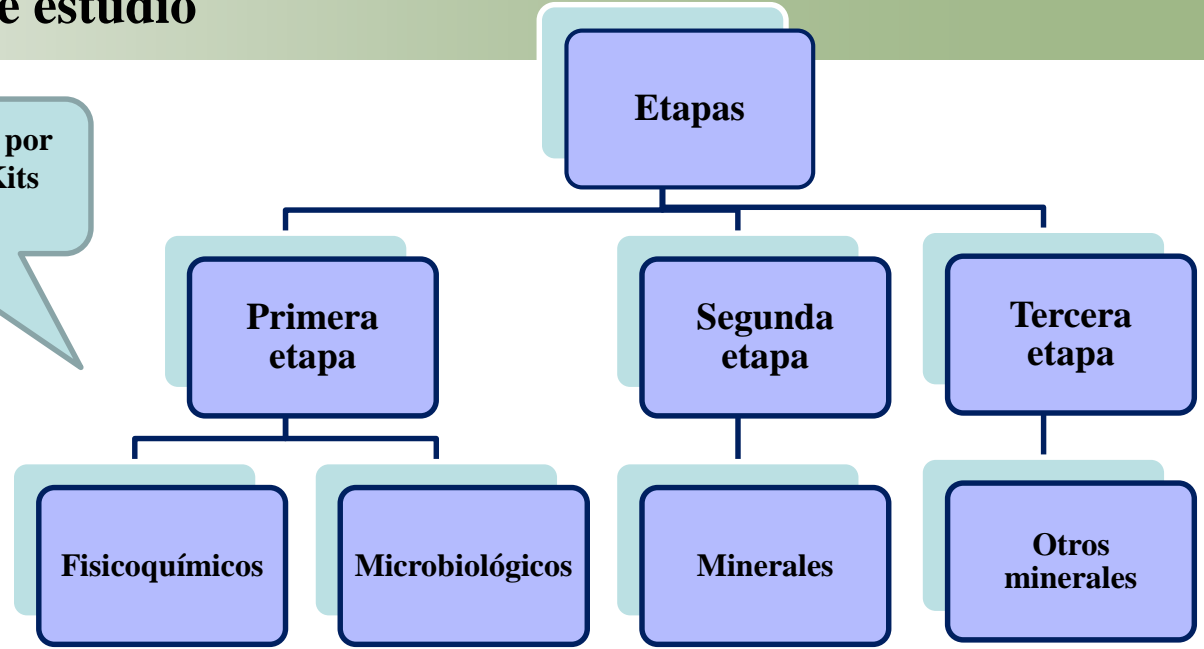 e estudio
Etapas
por
Kits
Primera
etapa
Segunda
etapa
Tercera
etapa
Fisicoquímicos
Microbiológicos
Minerales
Otros
minerales